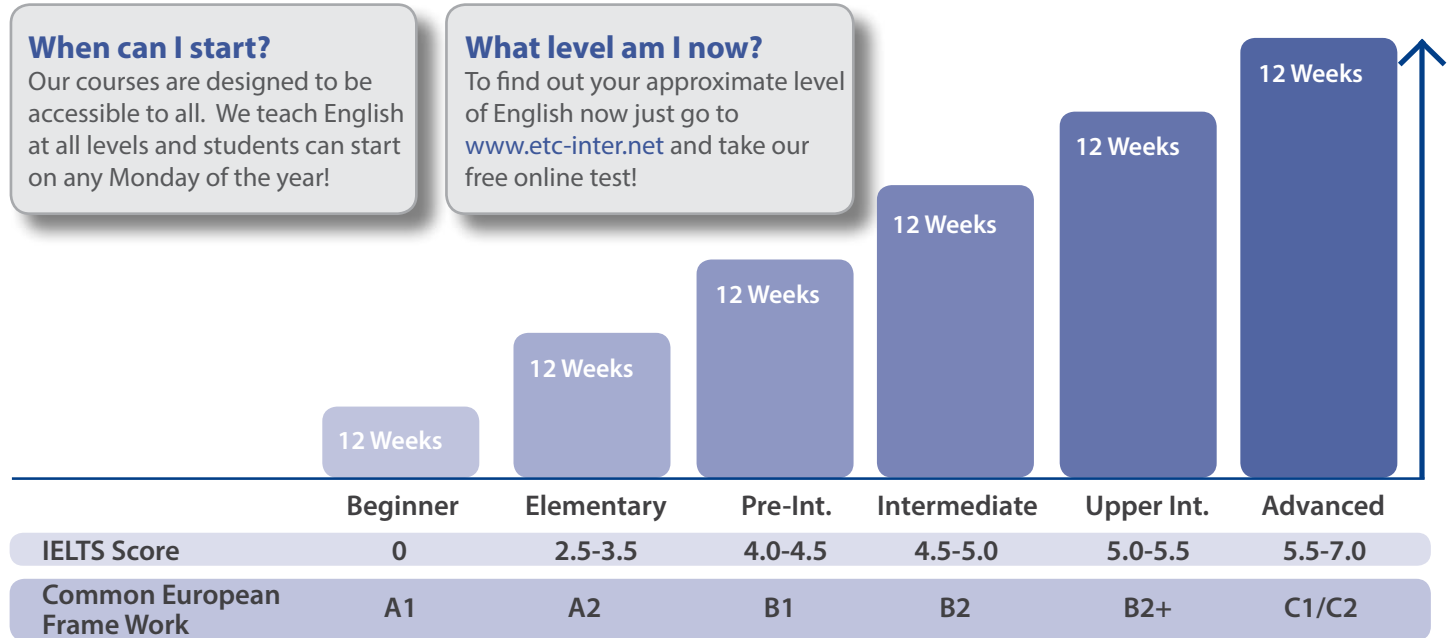 When can I start?
Our courses are designed to be
accessible to all.  We teach English
at all levels and students can start
on any Monday of the year!
What level am I now?
To find out your approximate level
of English now just go to
www.etc-inter.net and take our
free online test!
12 Weeks
12 Weeks
12 Weeks
12 Weeks
12 Weeks
12 Weeks
Beginner Elementary Pre-Int. Intermediate Upper Int. Advanced
IELTS Score 0 2.5-3.5 4.0-4.5 4.5-5.0 5.0-5.5 5.5-7.0
Common European
Frame Work A1 A2 B1 B2 B2+ C1/C2